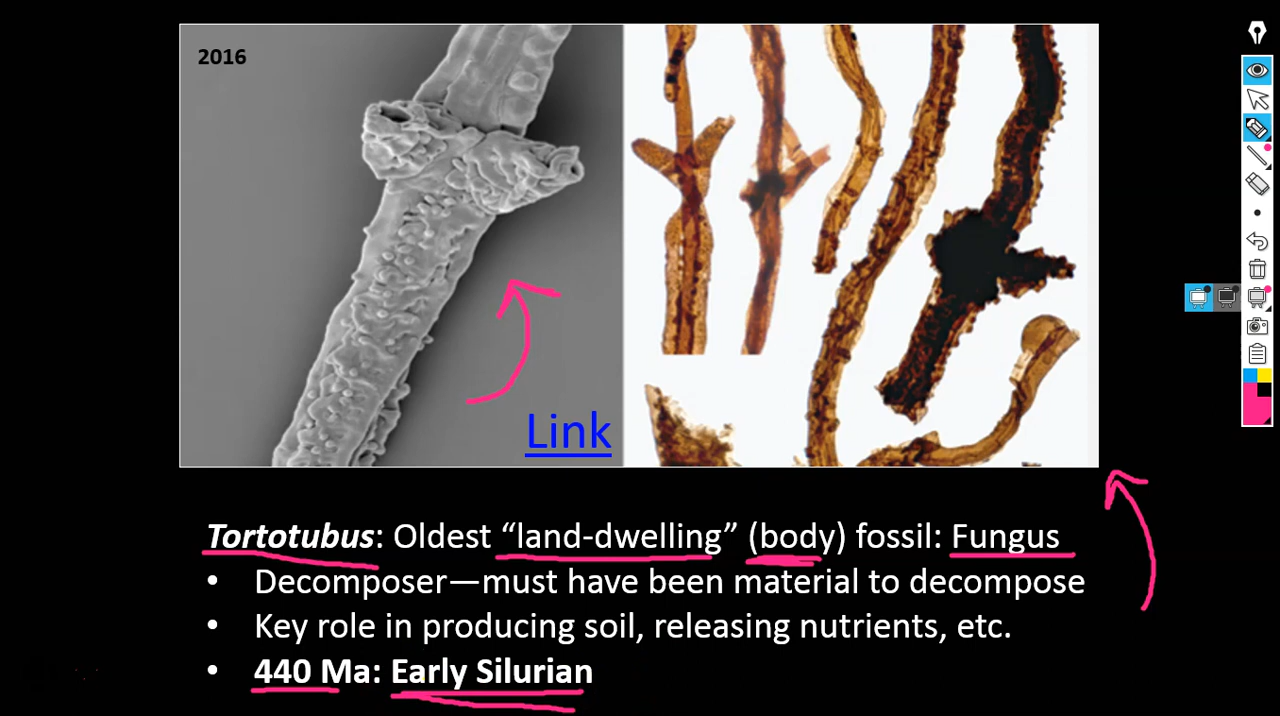 2016
Link
Tortotubus: Oldest “land-dwelling” (body) fossil: Fungus
• Decomposer—must have been material to decompose
• Key role in producing soil, releasing nutrients, etc.
• 440 Ma: Early Silurian